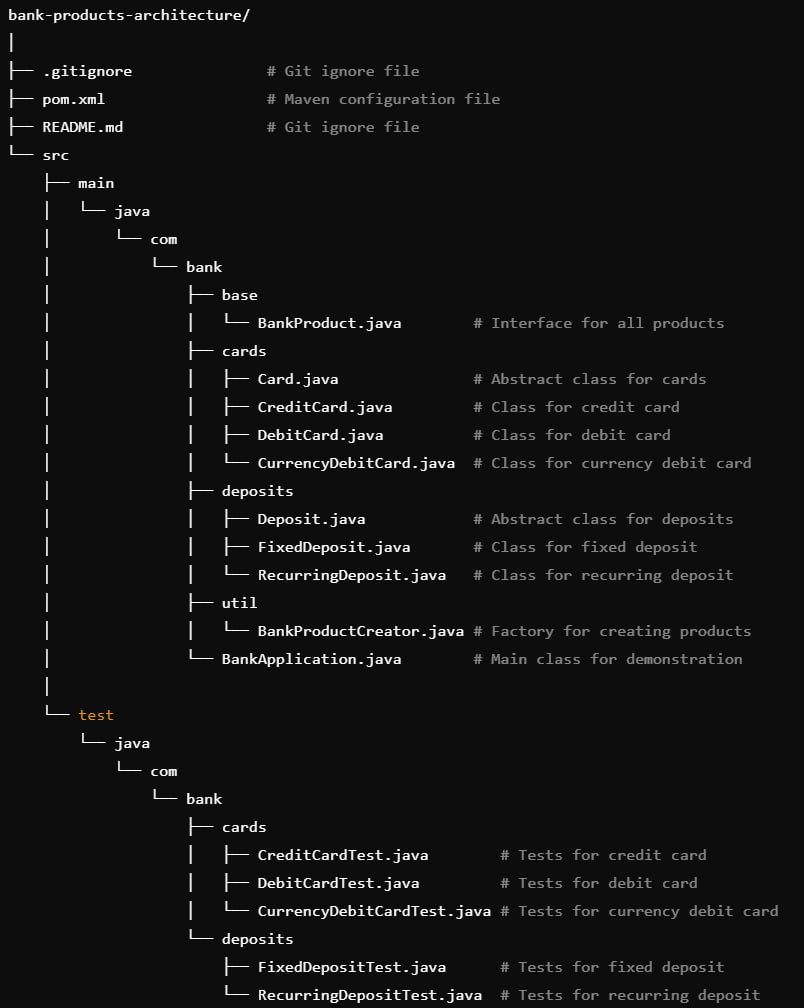 bank-products-architecture/
│
├── .gitignore               # Git ignore file
├── pom.xml                  # Maven configuration file
├── README.md                # Git ignore file
└── src
    ├── main
    │   └── java
    │       └── com
    │           └── bank
    │               ├── base
    │               │   └── BankProduct.java        # Interface for all products
    │               ├── cards
    │               │   ├── Card.java               # Abstract class for cards
    │               │   ├── CreditCard.java         # Class for credit card
    │               │   ├── DebitCard.java          # Class for debit card
    │               │   └── CurrencyDebitCard.java  # Class for currency debit card
    │               ├── deposits
    │               │   ├── Deposit.java            # Abstract class for deposits
    │               │   ├── FixedDeposit.java       # Class for fixed deposit
    │               │   └── RecurringDeposit.java   # Class for recurring deposit
    │               ├── util
    │               │   └── BankProductCreator.java # Factory for creating products
    │               └── BankApplication.java        # Main class for demonstration
    │
    └── test
        └── java
            └── com
                └── bank
                    ├── cards
                    │   ├── CreditCardTest.java        # Tests for credit card
                    │   ├── DebitCardTest.java         # Tests for debit card
                    │   └── CurrencyDebitCardTest.java # Tests for currency debit card
                    └── deposits
                        ├── FixedDepositTest.java      # Tests for fixed deposit
                        └── RecurringDepositTest.java  # Tests for recurring deposit